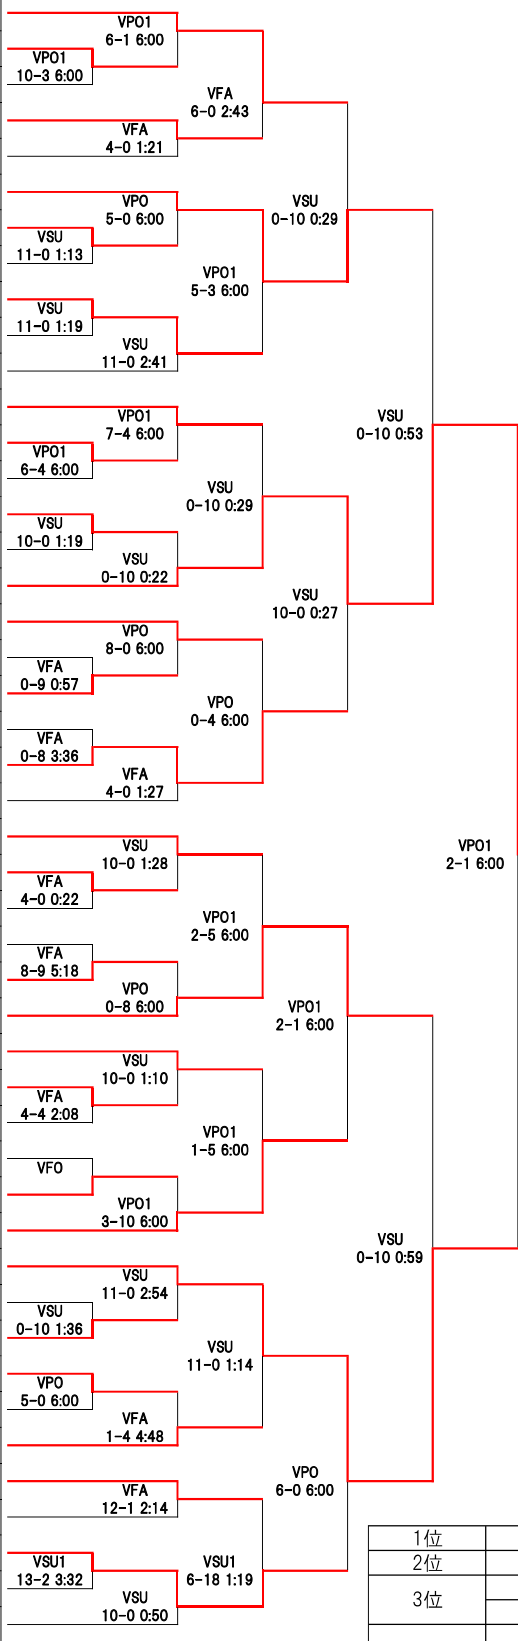 VPO1
6-1 6:00
VPO1
10-3 6:00
VFA
6-0 2:43
VFA
4-0 1:21
VPO
5-0 6:00
VSU
0-10 0:29
VSU
11-0 1:13
VPO1
5-3 6:00
VSU
11-0 1:19
VSU
11-0 2:41
VPO1
7-4 6:00
VSU
0-10 0:53
VPO1
6-4 6:00
VSU
0-10 0:29
VSU
10-0 1:19
VSU
0-10 0:22
VSU
10-0 0:27
VPO
8-0 6:00
VFA
0-9 0:57
VPO
0-4 6:00
VFA
0-8 3:36
VFA
4-0 1:27
VSU
10-0 1:28
VPO1
2-1 6:00
VFA
4-0 0:22
VPO1
2-5 6:00
VFA
8-9 5:18
VPO
0-8 6:00
VPO1
2-1 6:00
VSU
10-0 1:10
VFA
4-4 2:08
VPO1
1-5 6:00
VFO
VPO1
3-10 6:00
VSU
0-10 0:59
VSU
11-0 2:54
VSU
0-10 1:36
VSU
11-0 1:14
VPO
5-0 6:00
VFA
1-4 4:48
VPO
6-0 6:00
VFA
12-1 2:14
VSU1
13-2 3:32
VSU1
6-18 1:19
VSU
10-0 0:50
1位
2位
3位